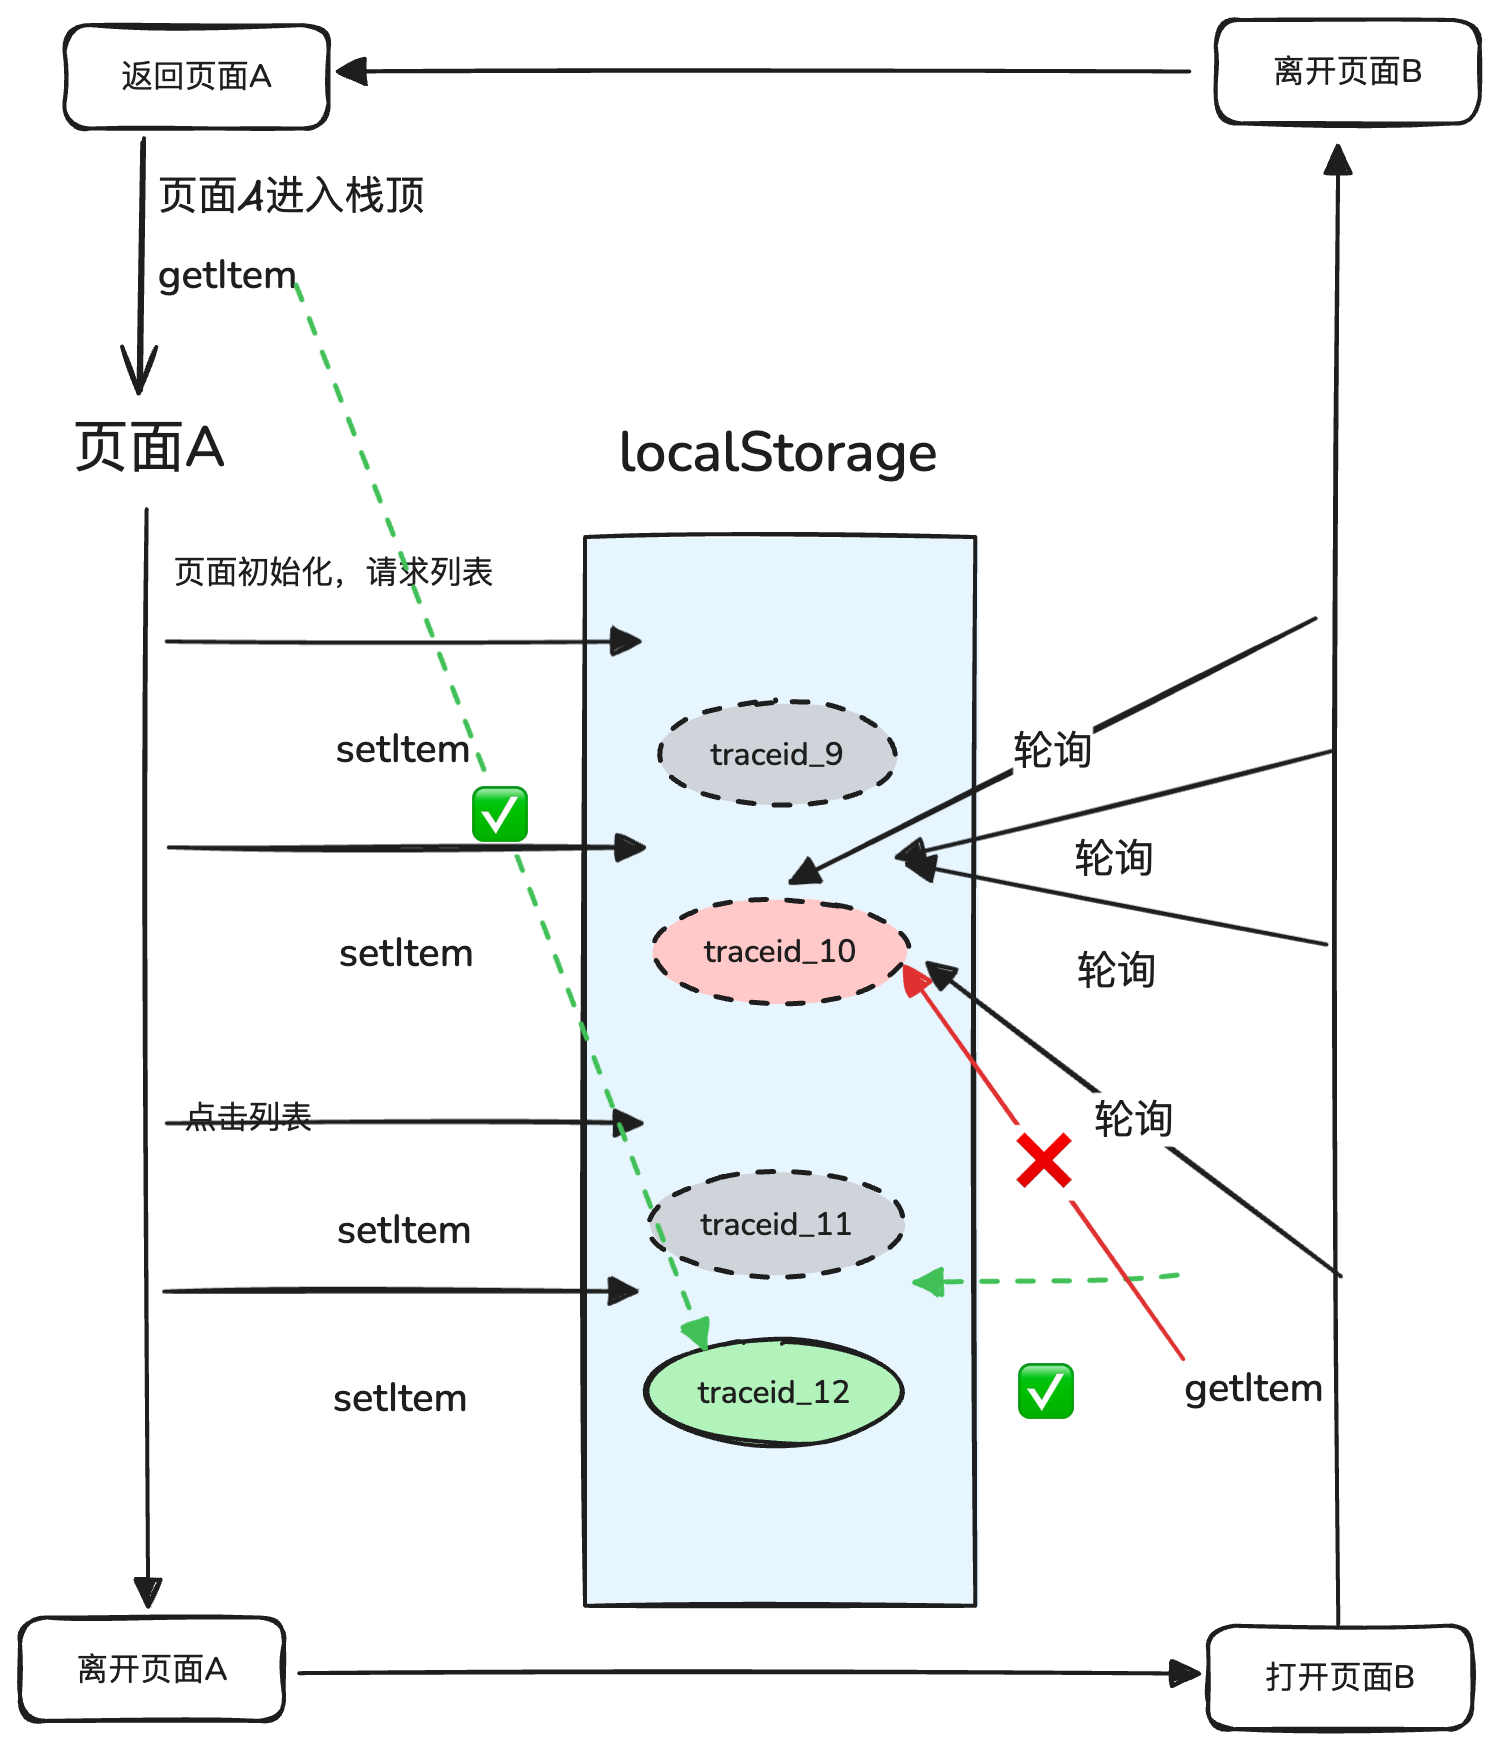 返回页面A
离开页面B
页面A进入栈顶
getItem
页面A
localStorage
页面初始化，请求列表
setItem
traceid_9
轮询
轮询
setItem
traceid_10
轮询
点击列表
轮询
setItem
traceid_11
setItem
traceid_12
getItem
离开页面A
打开页面B